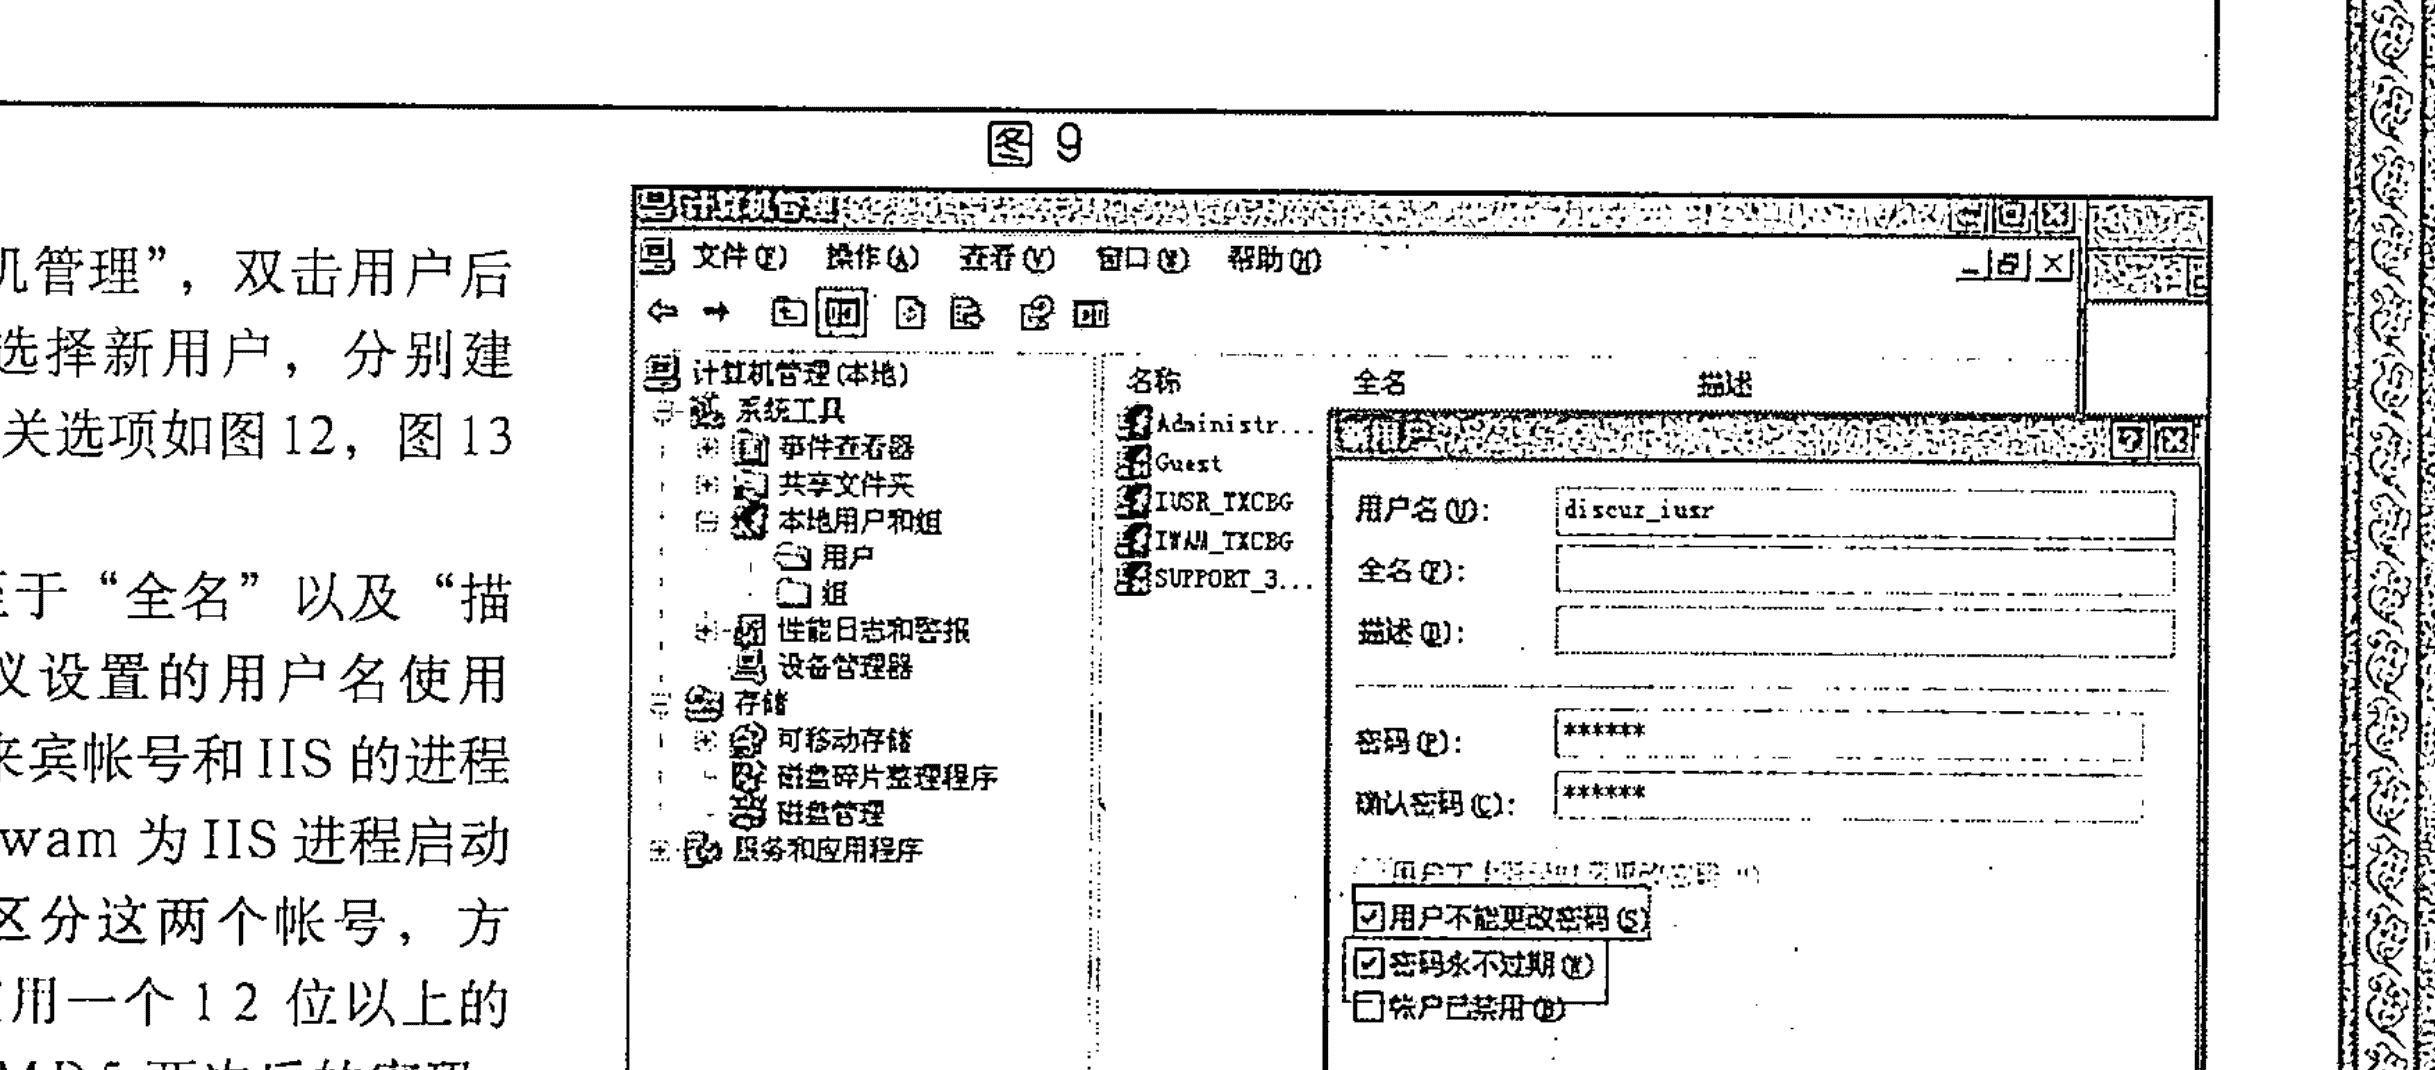 图 9
机管理”，双击用户后
选择新用户，分别建
关选项如图 12，图 13
至于“全名”以及“描
议设置的用户名使用
来宾帐号和 IIS 的进程
wam 为 IIS 进程启动
区分这两个帐号，方
用一个 1 2 位以上的
计算机管理
文件(F) 操作(A) 查看(V) 窗口(W) 帮助(H)
计算机管理(本地)
系统工具
事件查看器
共享文件夹
本地用户和组
用户
组
性能日志和警报
设备管理器
存储
可移动存储
磁盘碎片整理程序
磁盘管理
服务和应用程序
名称 全名 描述
Administr...
Guest
IUSR_TXCBG
IWAM_TXCBG
SUPPORT_3...
新用户
用户名(U): discuz_iusr
全名(F):
描述(D):
密码(P): ******
确认密码(C): ******
用户不能更改密码(S)
密码永不过期(W)
帐户已禁用(B)